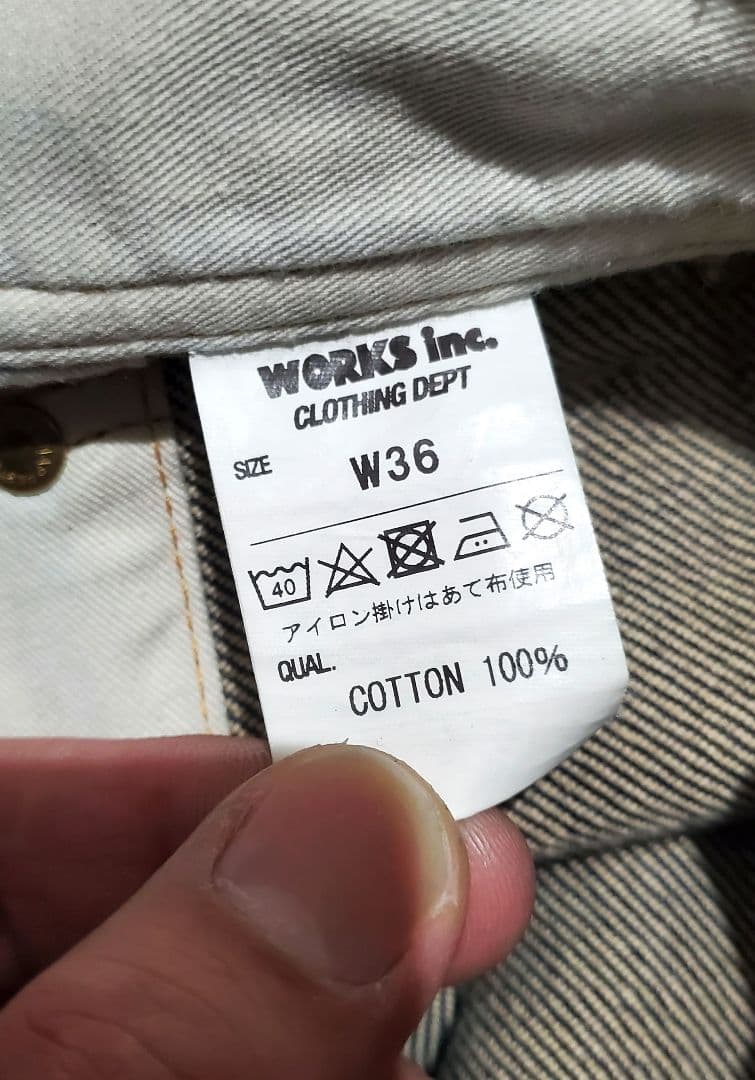 WORKS inc.
CLOTHING DEPT
SIZE W36
40
アイロン掛けはあて布使用
QUAL.
COTTON 100%